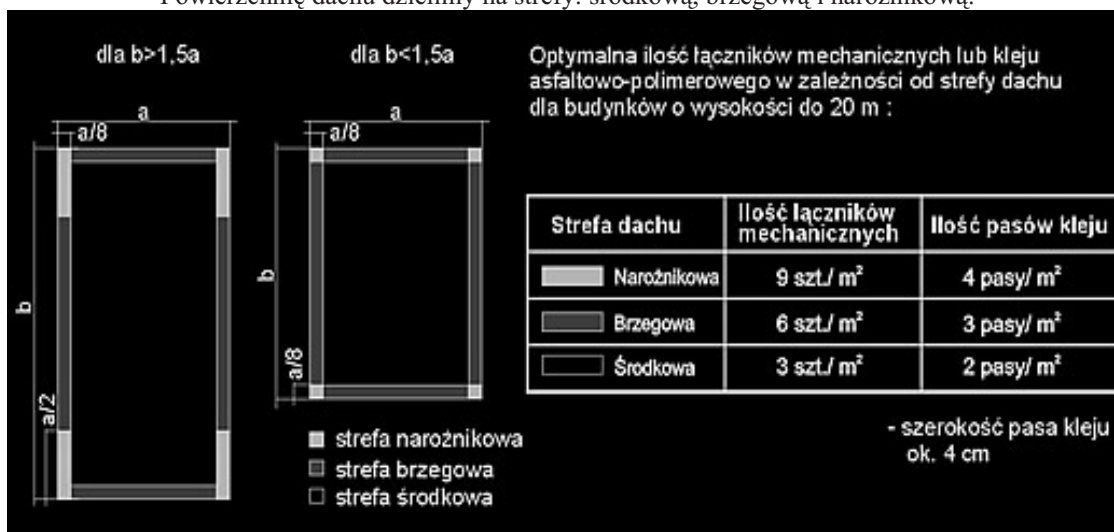 Powierzchnię dachu dzielimy na strefy: środkową, brzegową i narożnikową.
dla b>1,5a
dla b<1,5a
a
a/8
b
a/2
a
a/8
b
a/8
strefa narożnikowa
strefa brzegowa
strefa środkowa
Optymalna ilość łączników mechanicznych lub kleju
asfaltowo-polimerowego w zależności od strefy dachu
dla budynków o wysokości do 20 m :
Strefa dachu
Ilość łączników
mechanicznych
Ilość pasów kleju
Narożnikowa
9 szt./ m²
4 pasy/ m²
Brzegowa
6 szt./ m²
3 pasy/ m²
Środkowa
3 szt./ m²
2 pasy/ m²
- szerokość pasa kleju
ok. 4 cm